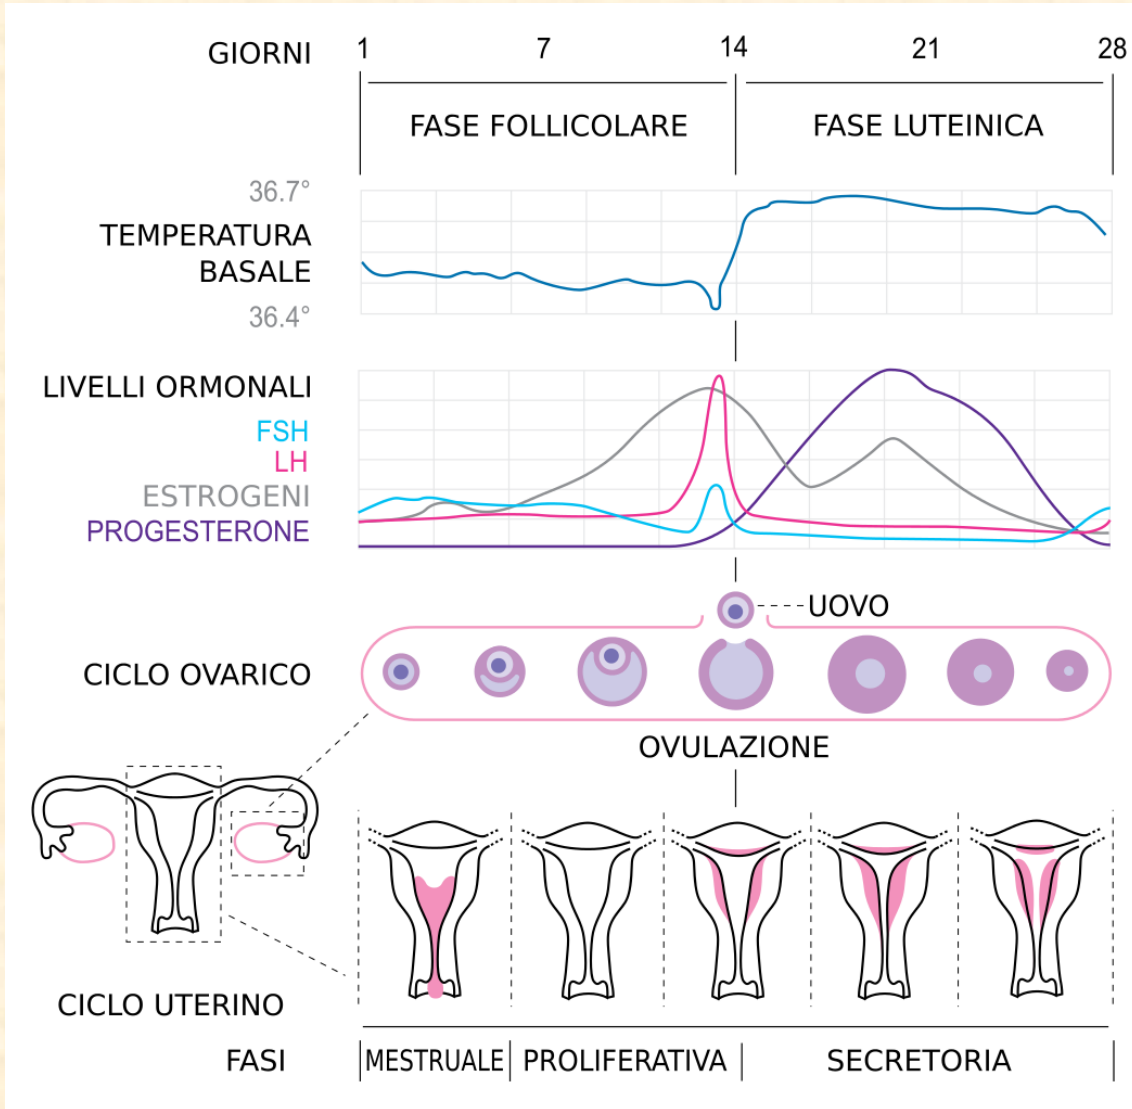 GIORNI 1 7 14 21 28
FASE FOLLICOLARE FASE LUTEINICA
36.7°
TEMPERATURA
BASALE
36.4°
LIVELLI ORMONALI
FSH
LH
ESTROGENI
PROGESTERONE
UOVO
CICLO OVARICO
OVULAZIONE
CICLO UTERINO
FASI MESTRUALE PROLIFERATIVA SECRETORIA